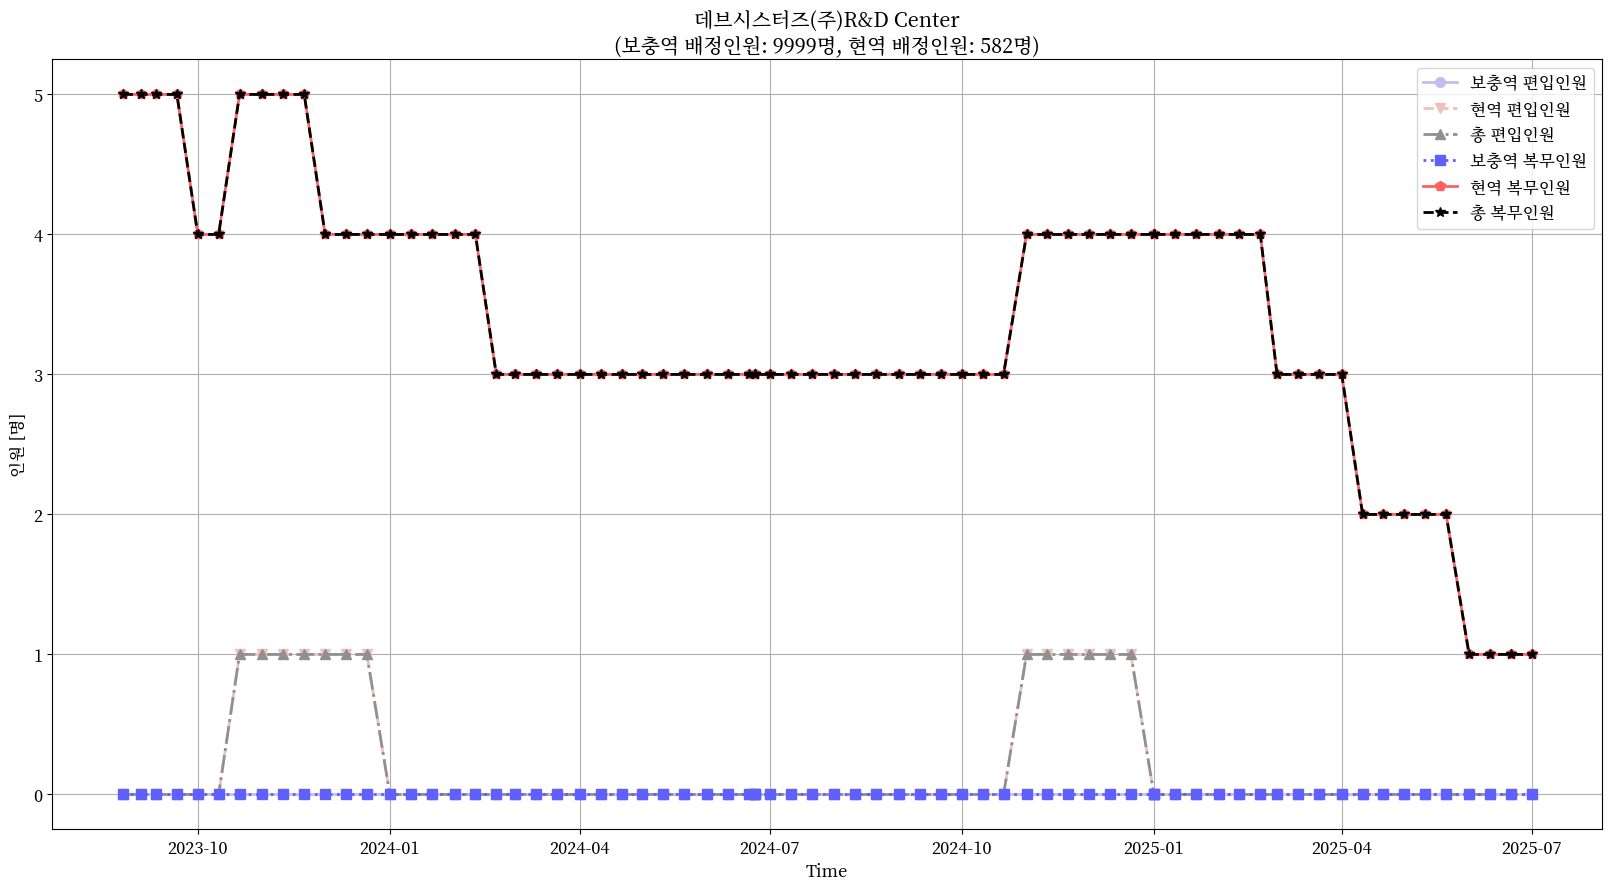 데브시스터즈(주)R&D Center
(보충역 배정인원: 9999명, 현역 배정인원: 582명)
보충역 편입인원
현역 편입인원
총 편입인원
보충역 복무인원
현역 복무인원
총 복무인원
인원 [명]
5
4
3
2
1
0
2023-10
2024-01
2024-04
2024-07
2024-10
2025-01
2025-04
2025-07
Time